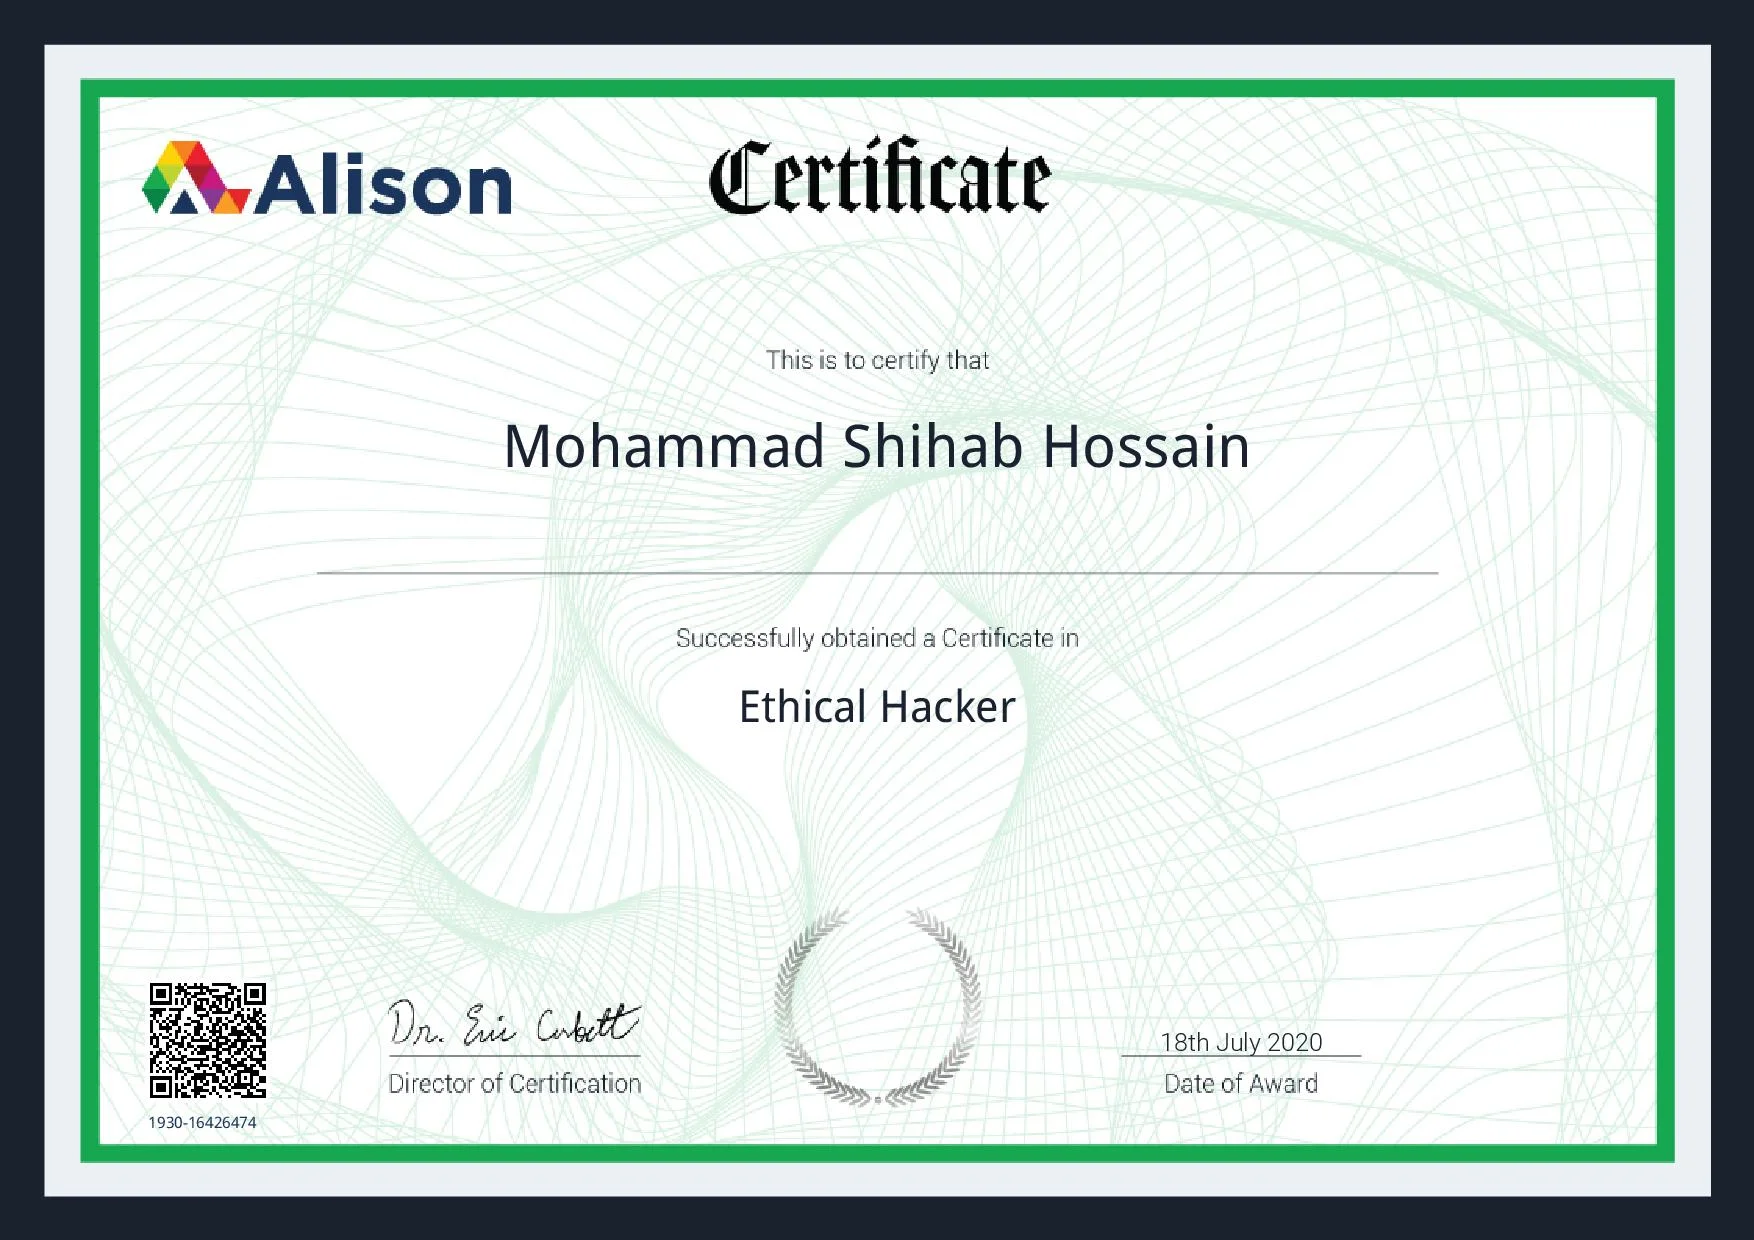 Alison
Certificate
This is to certify that
Mohammad Shihab Hossain
Successfully obtained a Certificate in
Ethical Hacker
Dr. Eric Corbett
18th July 2020
Director of Certification
Date of Award
1930-16426474